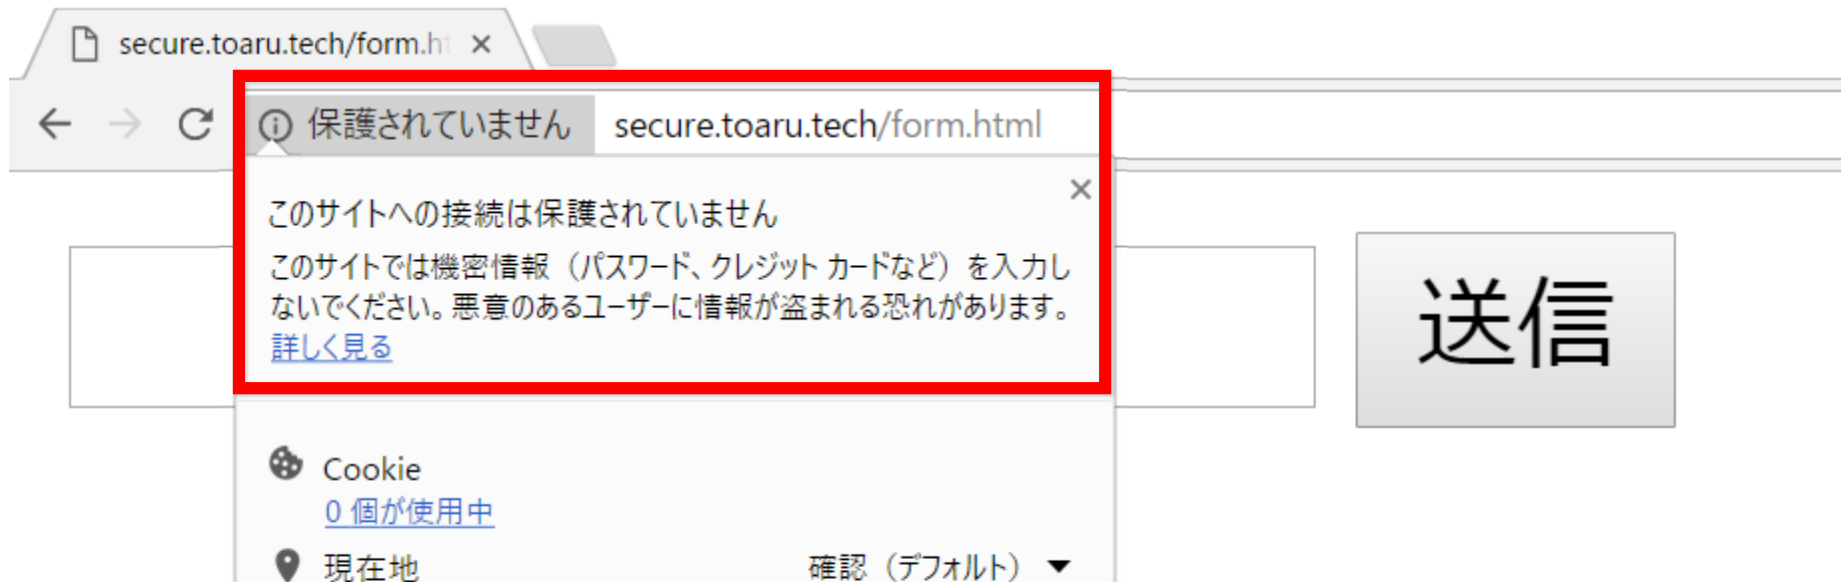 secure.toaru.tech/form.ht
保護されていません secure.toaru.tech/form.html
このサイトへの接続は保護されていません
このサイトでは機密情報（パスワード、クレジット カードなど）を入力し
ないでください。悪意のあるユーザーに情報が盗まれる恐れがあります。
詳しく見る
送信
Cookie
0 個が使用中
現在地 確認（デフォルト）